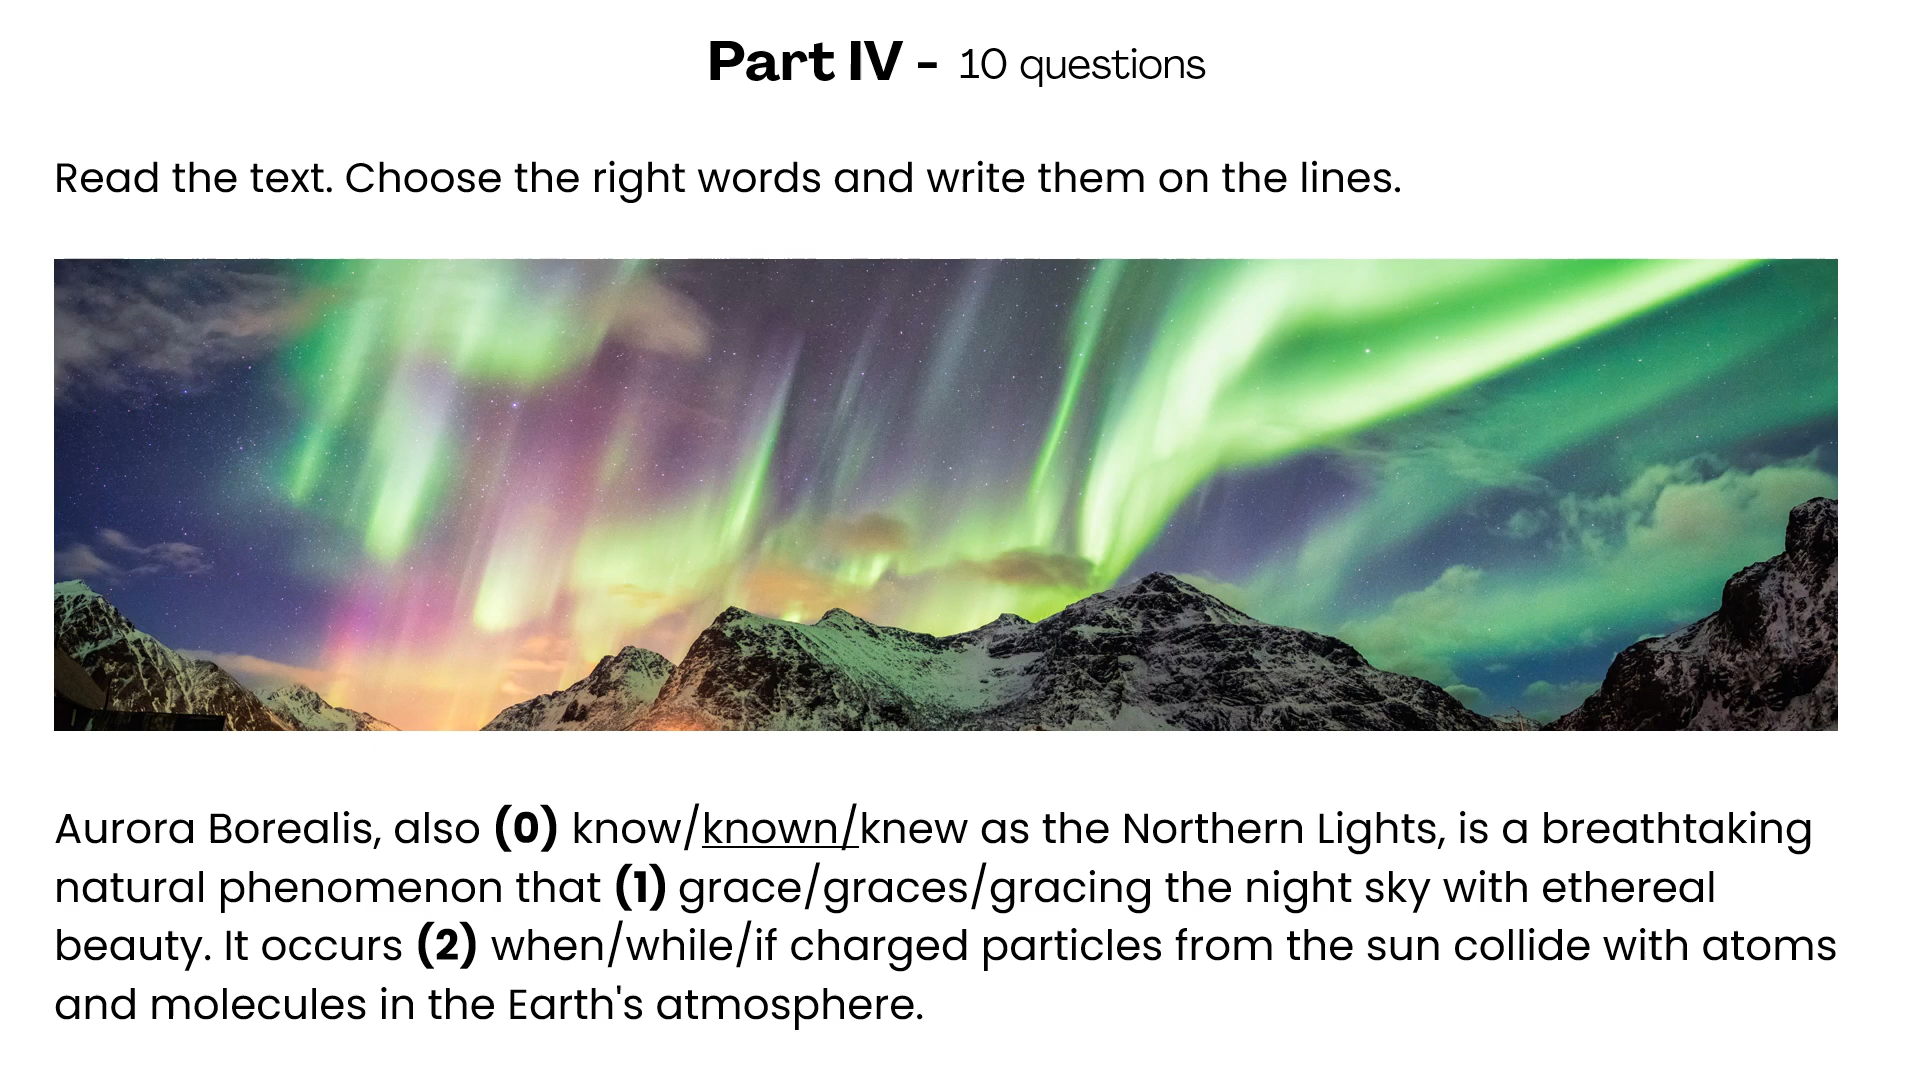 Part IV - 10 questions
Read the text. Choose the right words and write them on the lines.
Aurora Borealis, also (0) know/known/knew as the Northern Lights, is a breathtaking
natural phenomenon that (1) grace/graces/gracing the night sky with ethereal
beauty. It occurs (2) when/while/if charged particles from the sun collide with atoms
and molecules in the Earth's atmosphere.